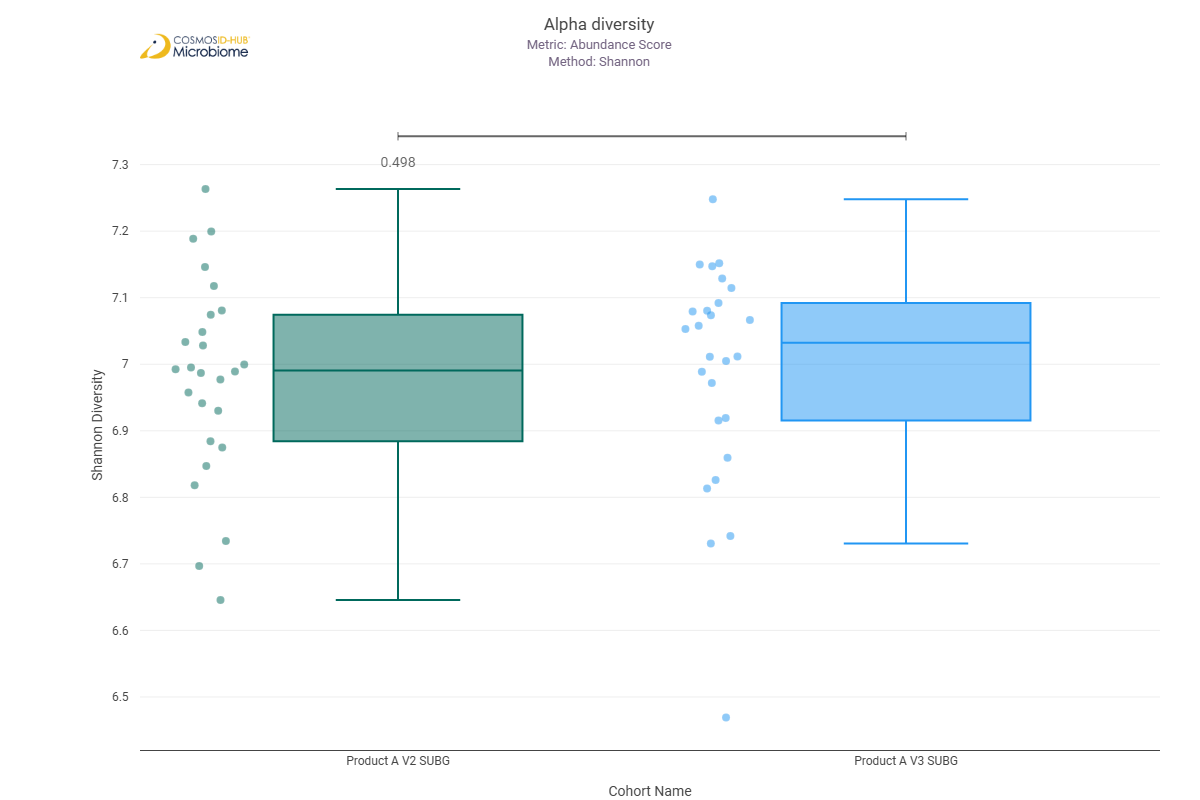 Alpha diversity
COSMOSID-HUB
Microbiome
Metric: Abundance Score
Method: Shannon
0.498
7.3
7.2
7.1
7
6.9
6.8
6.7
6.6
6.5
Shannon Diversity
Product A V2 SUBG
Product A V3 SUBG
Cohort Name